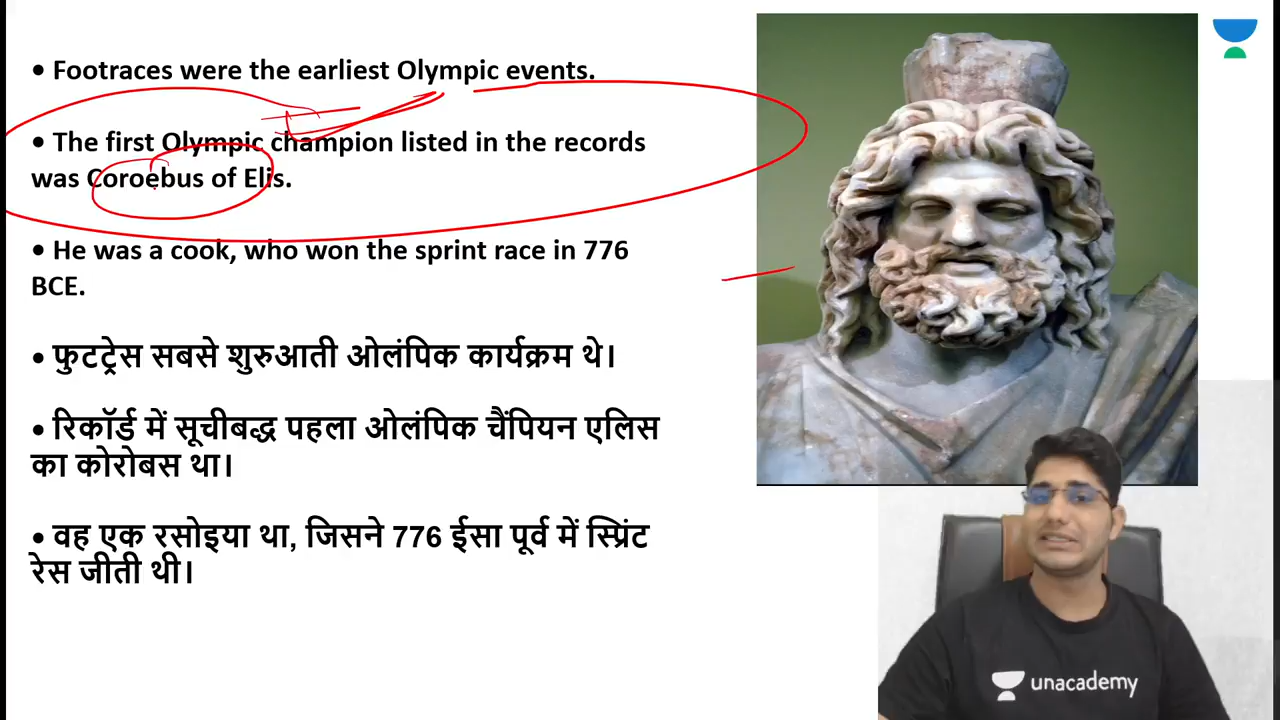 • Footraces were the earliest Olympic events.
• The first Olympic champion listed in the records
was Coroebus of Elis.
• He was a cook, who won the sprint race in 776
BCE.
• फुटट्रेस सबसे शुरुआती ओलंपिक कार्यक्रम थे।
• रिकॉर्ड में सूचीबद्ध पहला ओलंपिक चैंपियन एलिस
का कोरोबस था।
• वह एक रसोइया था, जिसने 776 ईसा पूर्व में स्प्रिंट
रेस जीती थी।
unacademy